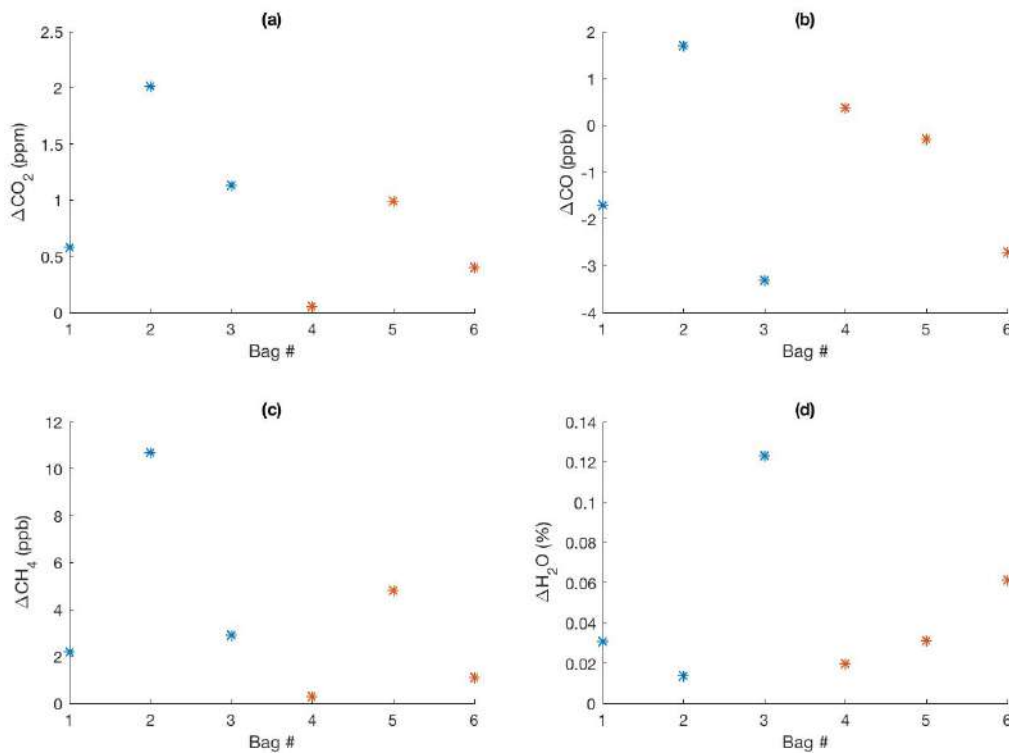 (a)
2.5
2
1.5
1
0.5
0
ΔCO2 (ppm)
1 2 3 4 5 6
Bag #
(b)
2
1
0
-1
-2
-3
-4
ΔCO (ppb)
1 2 3 4 5 6
Bag #
(c)
12
10
8
6
4
2
0
ΔCH4 (ppb)
1 2 3 4 5 6
Bag #
(d)
0.14
0.12
0.1
0.08
0.06
0.04
0.02
0
ΔH2O (%)
1 2 3 4 5 6
Bag #